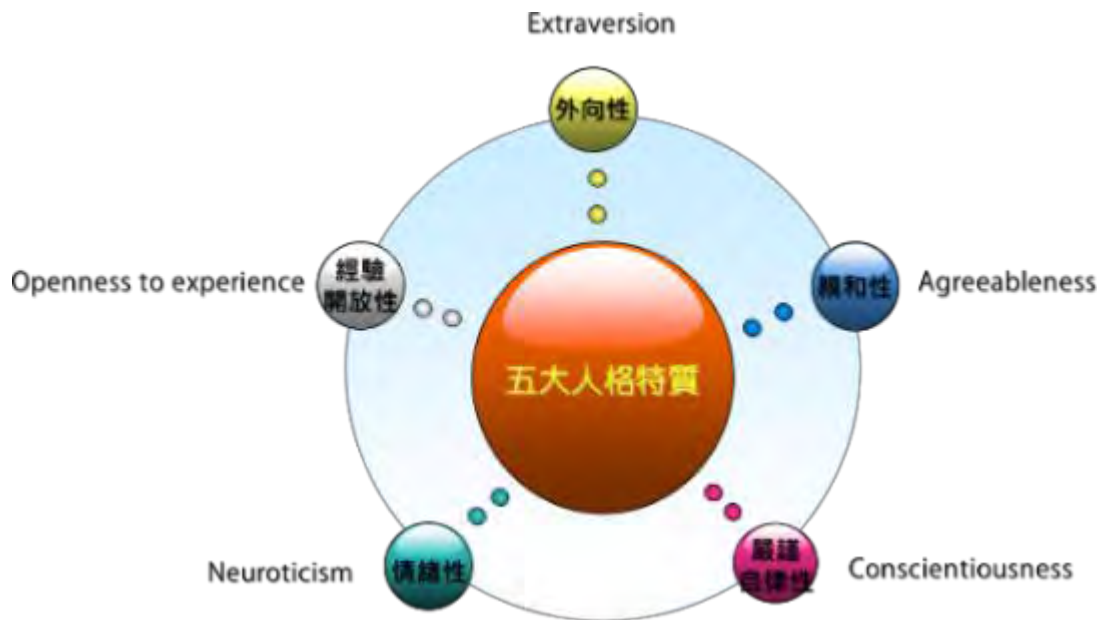 Extraversion
外向性
Openness to experience
經驗
開放性
親和性
Agreeableness
五大人格特質
Neuroticism
情緒性
嚴謹
自律性
Conscientiousness